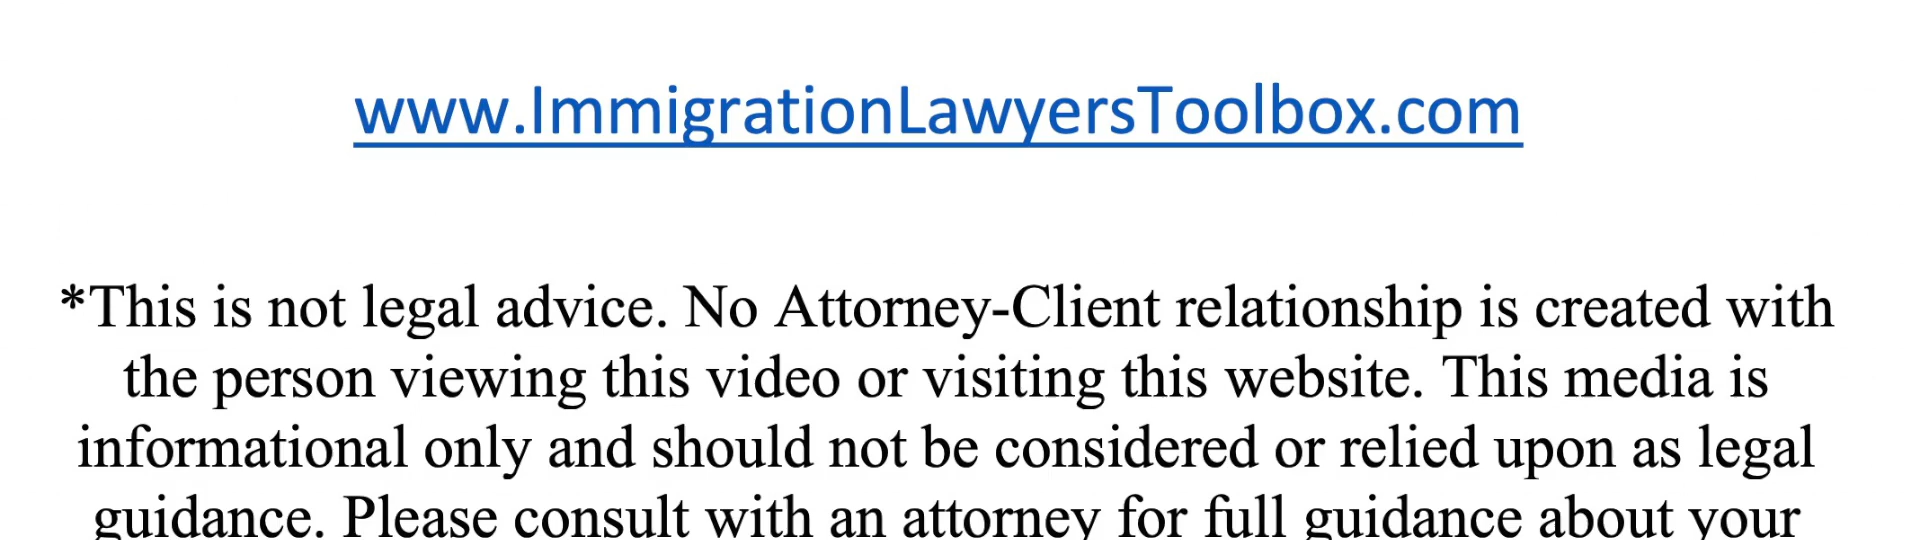 www.ImmigrationLawyersToolbox.com
*This is not legal advice. No Attorney-Client relationship is created with
the person viewing this video or visiting this website. This media is
informational only and should not be considered or relied upon as legal
guidance. Please consult with an attorney for full guidance about your